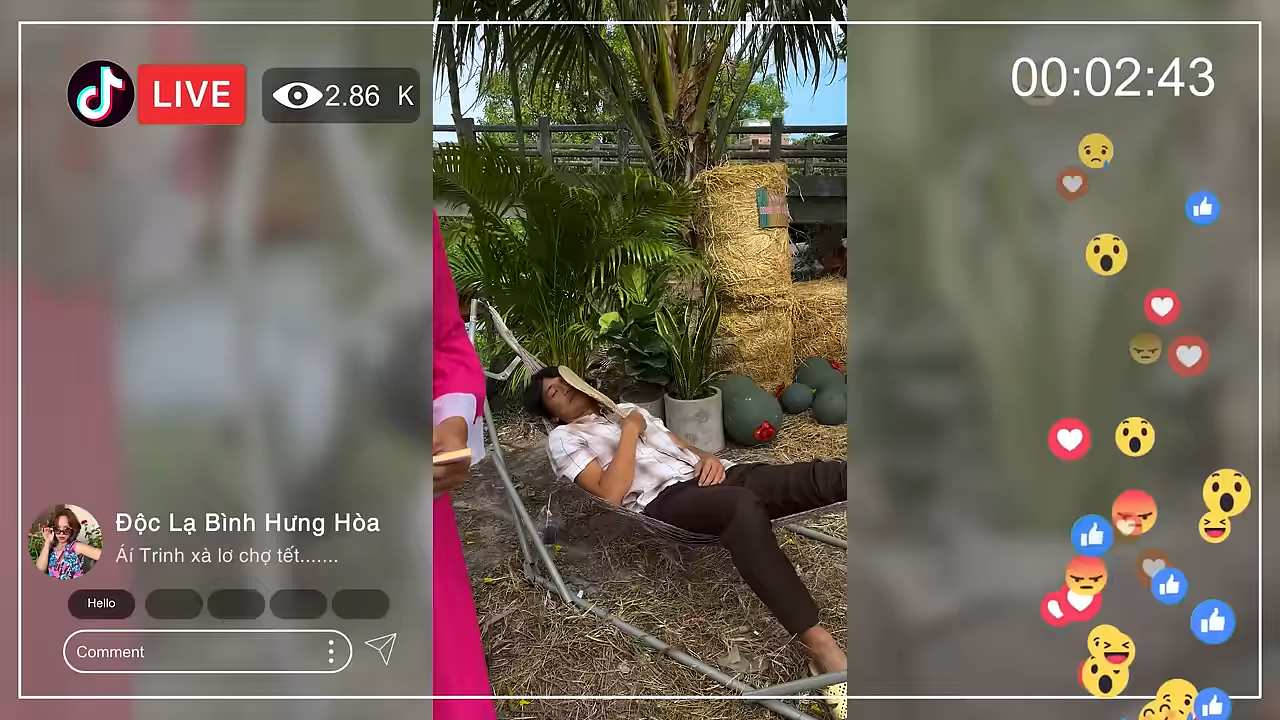 LIVE
2.86 K
00:02:43
Độc Lạ Bình Hưng Hòa
Ái Trinh xà lơ chợ tết.......
Hello
Comment